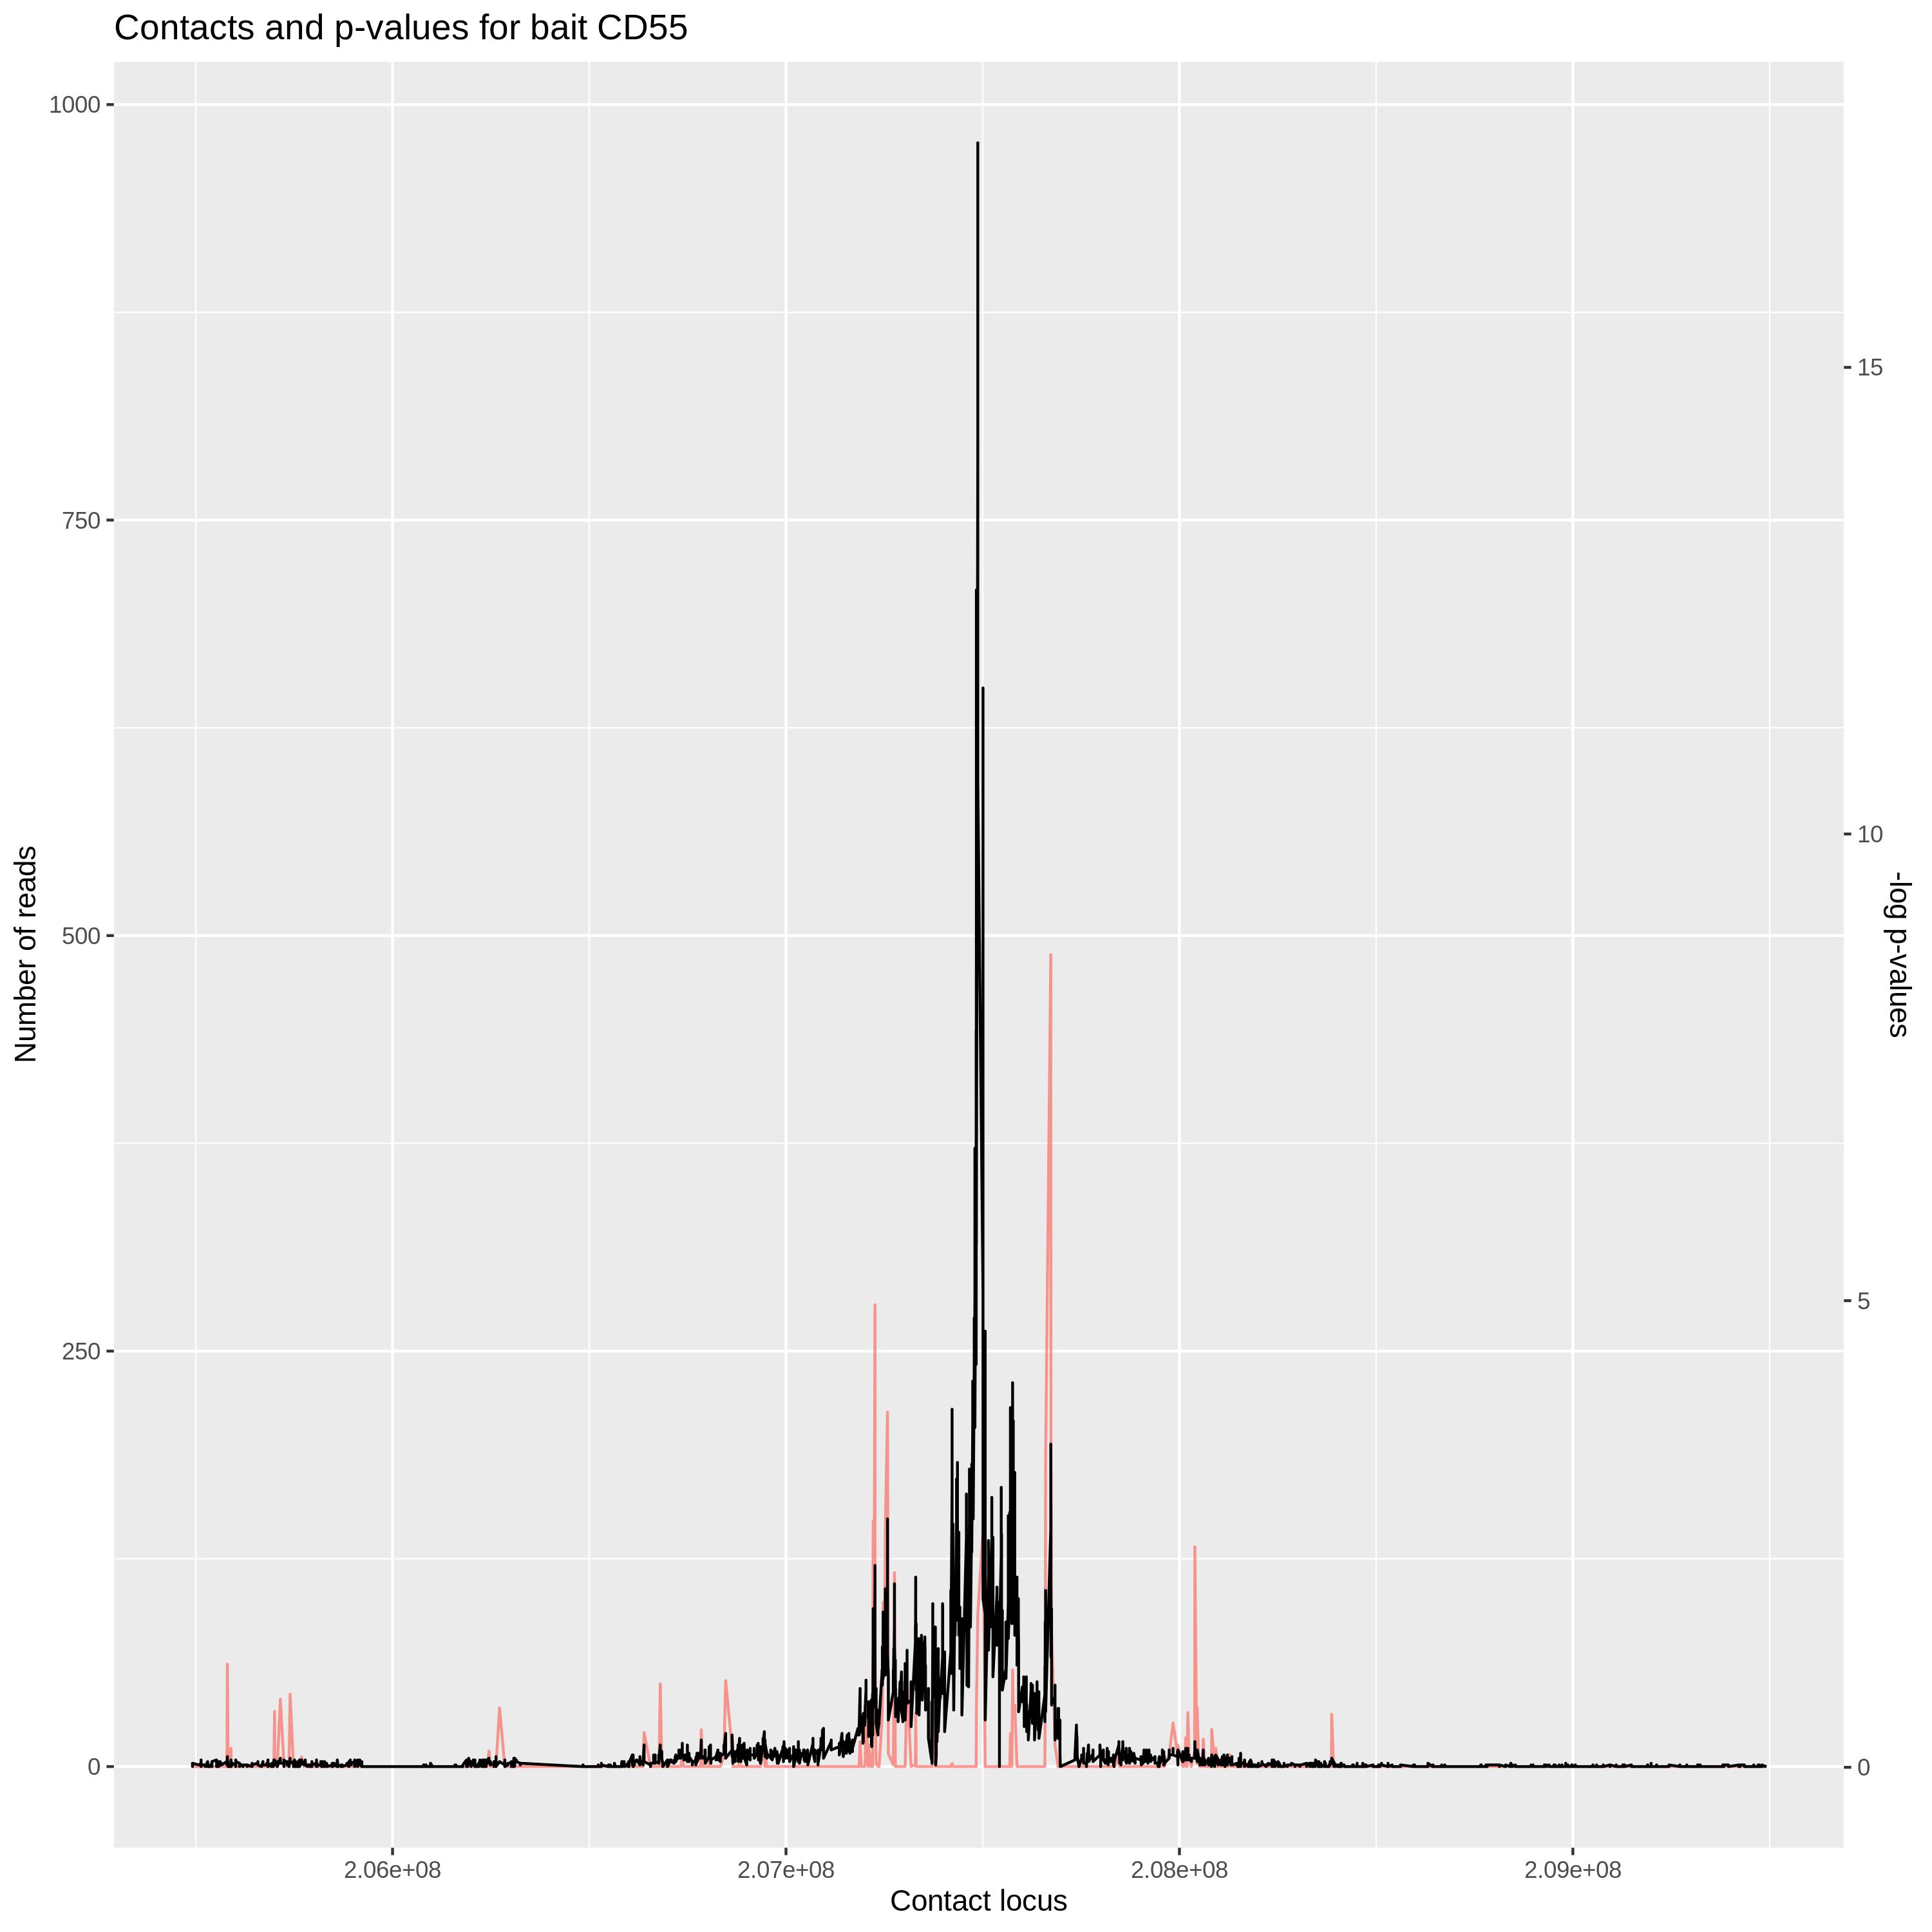 Contacts and p-values for bait CD55
1000
750
500
250
0
Number of reads
15
10
5
0
-log p-values
2.06e+08
2.07e+08
2.08e+08
2.09e+08
Contact locus